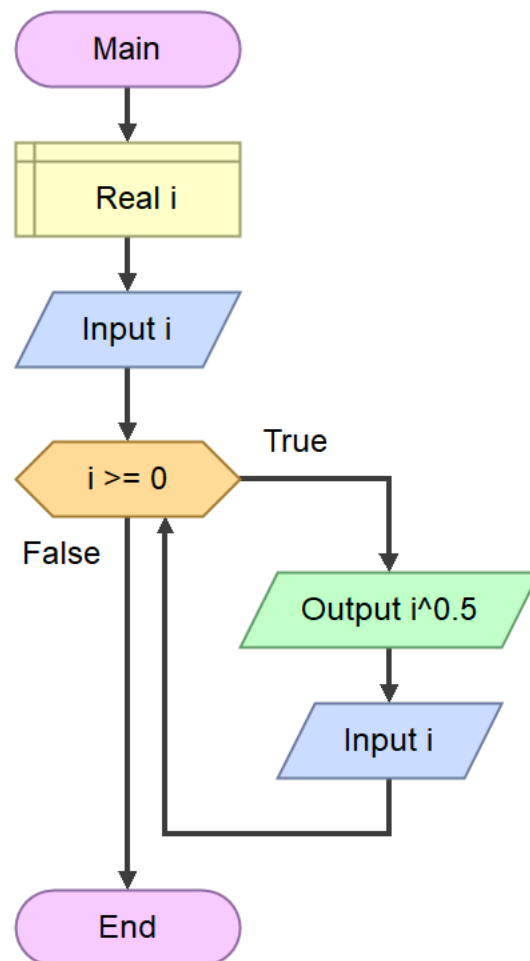 Main
Real i
Input i
i >= 0
True
False
Output i^0.5
Input i
End